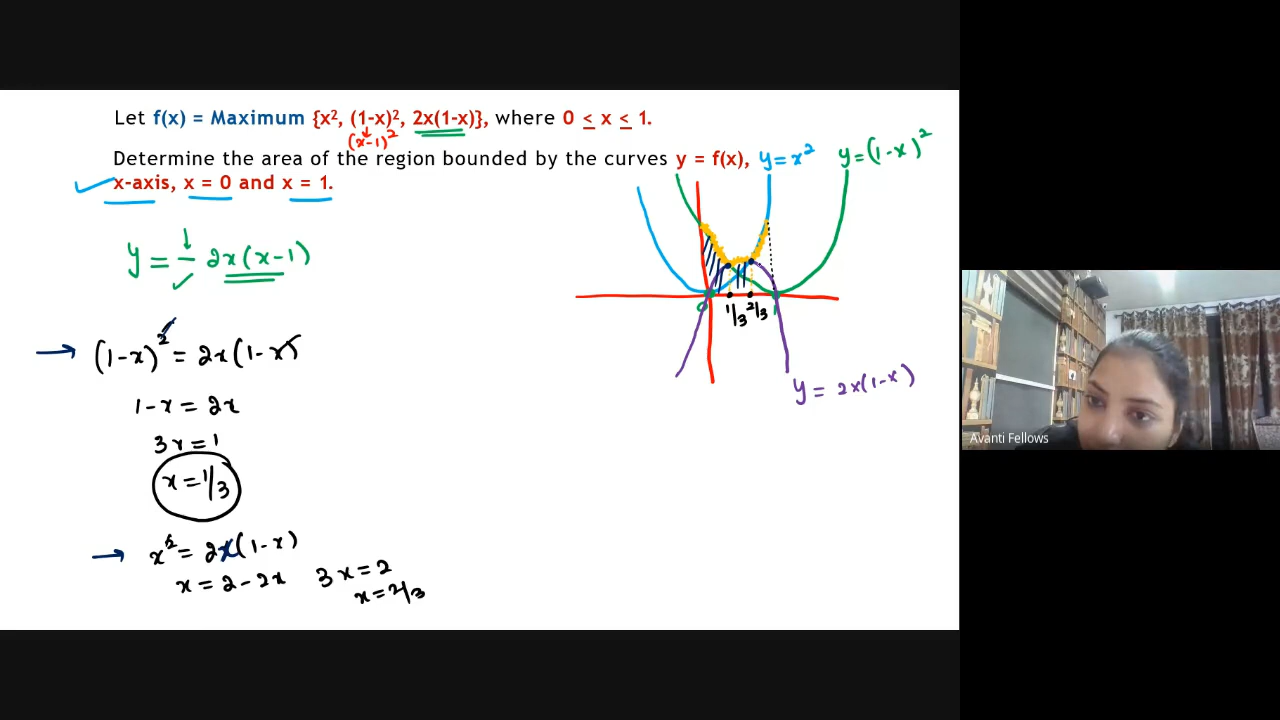 Let f(x) = Maximum {x², (1-x)², 2x(1-x)}, where 0 ≤ x ≤ 1.
(x-1)²
Determine the area of the region bounded by the curves y = f(x),
x-axis, x = 0 and x = 1.
y = x²
y = (1-x)²
y = - 2x(x-1)
0 1/3 2/3 1
y = 2x(1-x)
(1-x)² = 2x(1-x)
1-x = 2x
3x = 1
x = 1/3
x² = 2x(1-x)
x = 2-2x 3x = 2
x = 2/3
Avanti Fellows